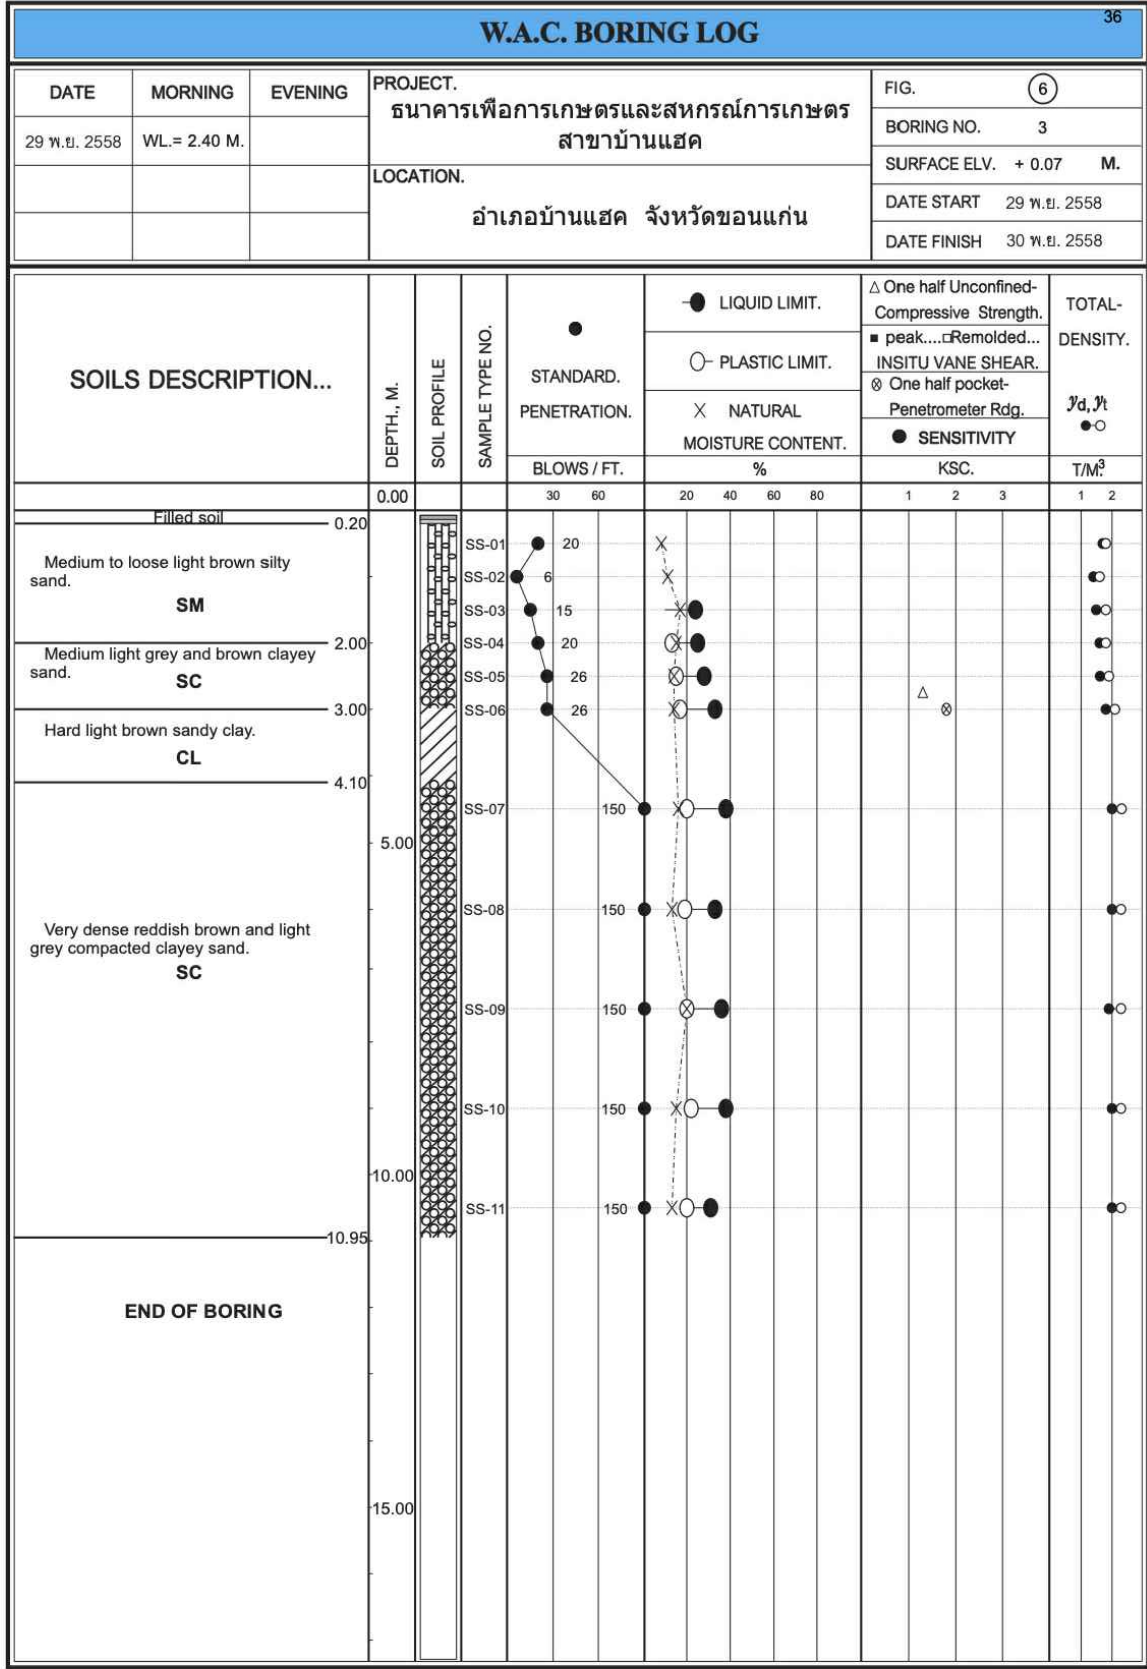 36
W.A.C. BORING LOG
DATE MORNING EVENING
29 พ.ย. 2558 WL.= 2.40 M.
PROJECT.
ธนาคารเพื่อการเกษตรและสหกรณ์การเกษตร
สาขาบ้านแฮด
LOCATION.
อำเภอบ้านแฮด จังหวัดขอนแก่น
FIG. 6
BORING NO. 3
SURFACE ELV. + 0.07 M.
DATE START 29 พ.ย. 2558
DATE FINISH 30 พ.ย. 2558
SOILS DESCRIPTION...
DEPTH., M.
SOIL PROFILE
SAMPLE TYPE NO.
STANDARD.
PENETRATION.
BLOWS / FT.
LIQUID LIMIT.
PLASTIC LIMIT.
X NATURAL
MOISTURE CONTENT.
%
△ One half Unconfined-
Compressive Strength.
■ peak....□Remolded...
INSITU VANE SHEAR.
⊗ One half pocket-
Penetrometer Rdg.
● SENSITIVITY
KSC.
TOTAL-
DENSITY.
γd, γt
T/M³.
0.00 30 60 20 40 60 80 1 2 3 1 2
Filled soil 0.20
SS-01 20
Medium to loose light brown silty
sand.
SM
SS-02 6
SS-03 15
2.00 SS-04 20
Medium light grey and brown clayey
sand.
SC
SS-05 26
3.00 SS-06 26
Hard light brown sandy clay.
CL
4.10
SS-07 150
5.00
SS-08 150
Very dense reddish brown and light
grey compacted clayey sand.
SC
SS-09 150
SS-10 150
10.00
SS-11 150
10.95
END OF BORING
15.00